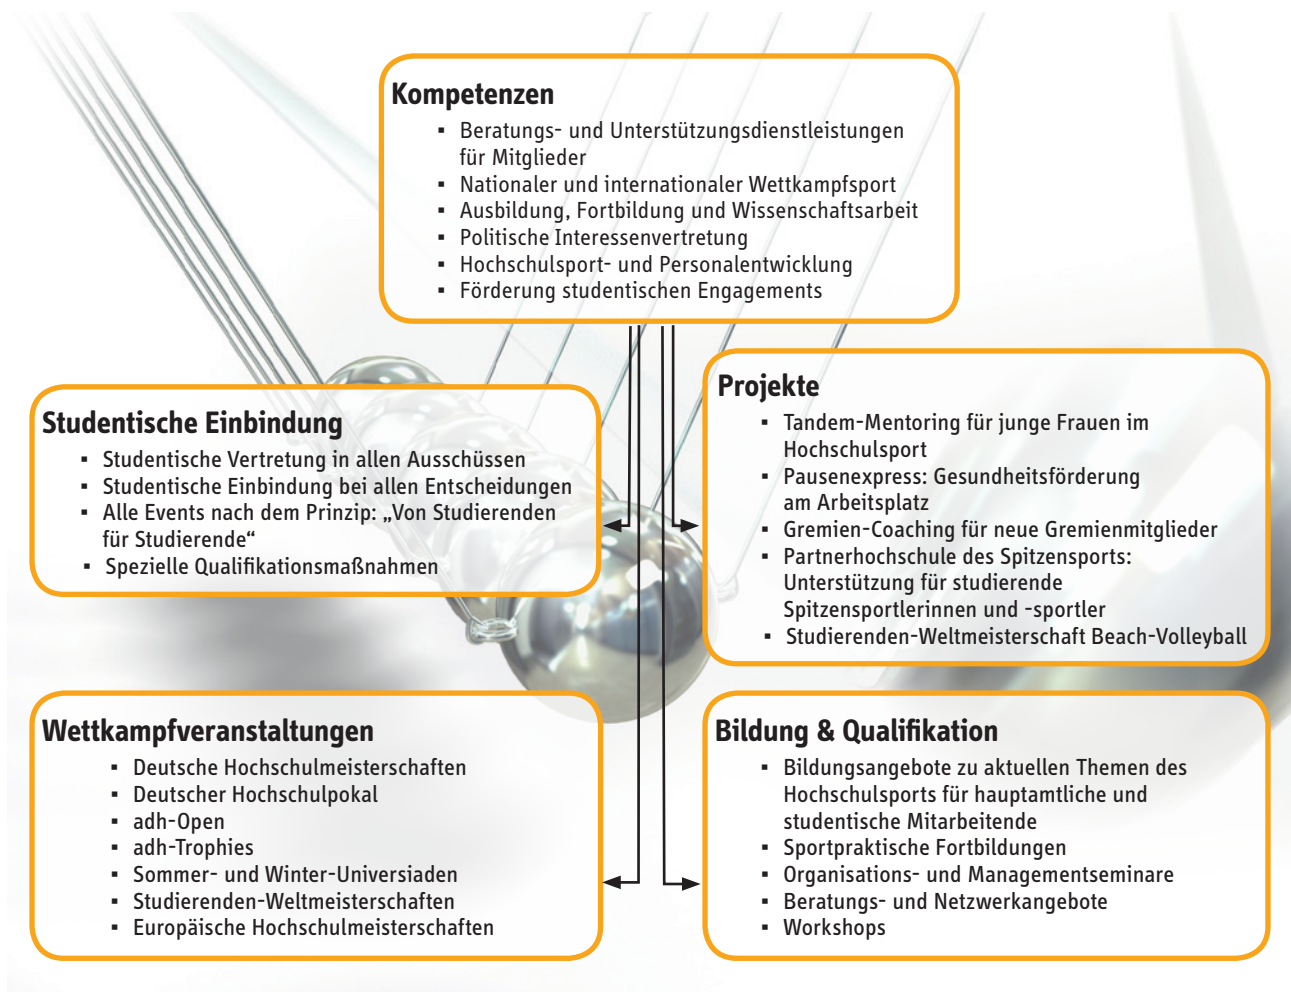 Kompetenzen
▪ Beratungs- und Unterstützungsdienstleistungen
für Mitglieder
▪ Nationaler und internationaler Wettkampfsport
▪ Ausbildung, Fortbildung und Wissenschaftsarbeit
▪ Politische Interessenvertretung
▪ Hochschulsport- und Personalentwicklung
▪ Förderung studentischen Engagements
Studentische Einbindung
▪ Studentische Vertretung in allen Ausschüssen
▪ Studentische Einbindung bei allen Entscheidungen
▪ Alle Events nach dem Prinzip: „Von Studierenden
für Studierende“
▪ Spezielle Qualifikationsmaßnahmen
Projekte
▪ Tandem-Mentoring für junge Frauen im
Hochschulsport
▪ Pausenexpress: Gesundheitsförderung
am Arbeitsplatz
▪ Gremien-Coaching für neue Gremienmitglieder
▪ Partnerhochschule des Spitzensports:
Unterstützung für studierende
Spitzensportlerinnen und -sportler
▪ Studierenden-Weltmeisterschaft Beach-Volleyball
Wettkampfveranstaltungen
▪ Deutsche Hochschulmeisterschaften
▪ Deutscher Hochschulpokal
▪ adh-Open
▪ adh-Trophies
▪ Sommer- und Winter-Universiaden
▪ Studierenden-Weltmeisterschaften
▪ Europäische Hochschulmeisterschaften
Bildung & Qualifikation
▪ Bildungsangebote zu aktuellen Themen des
Hochschulsports für hauptamtliche und
studentische Mitarbeitende
▪ Sportpraktische Fortbildungen
▪ Organisations- und Managementseminare
▪ Beratungs- und Netzwerkangebote
▪ Workshops